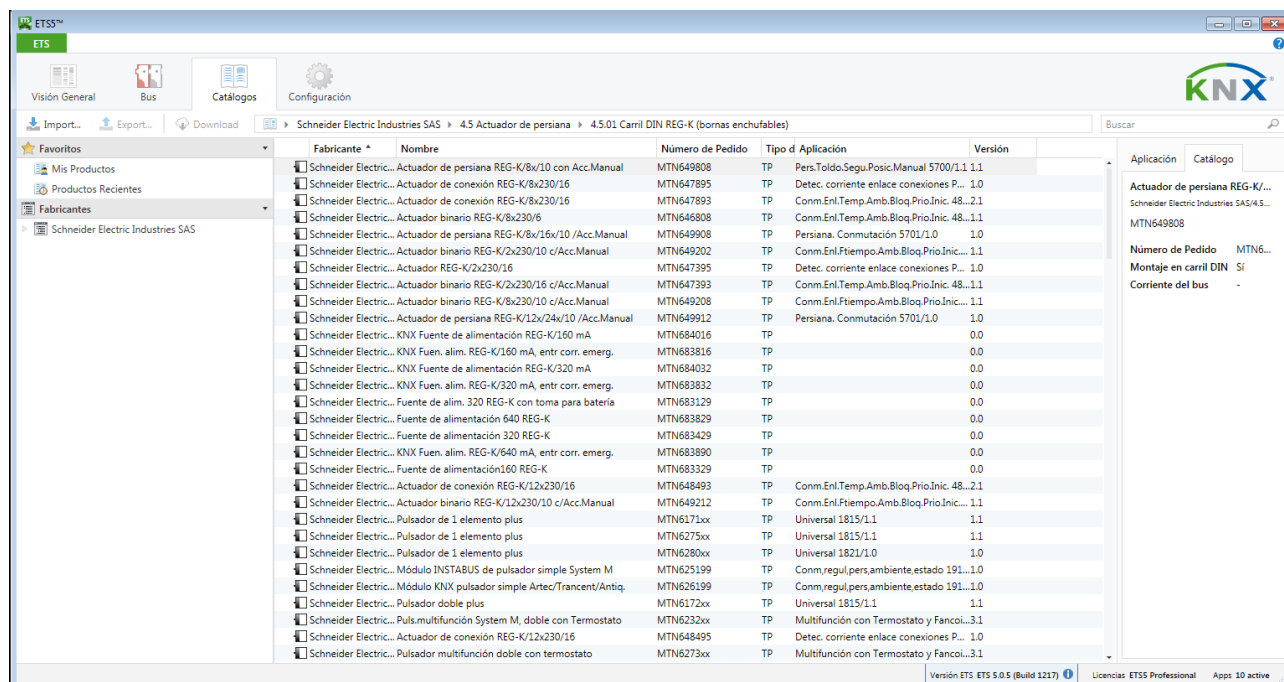 ETS5™
ETS
Visión General Bus Catálogos Configuración
KNX
Import... Export... Download Schneider Electric Industries SAS 4.5 Actuador de persiana 4.5.01 Carril DIN REG-K (bornas enchufables) Buscar
Favoritos
Mis Productos
Productos Recientes
Fabricantes
Schneider Electric Industries SAS
Fabricante Nombre Número de Pedido Tipo d Aplicación Versión
Schneider Electric... Actuador de persiana REG-K/8x/10 con Acc.Manual MTN649808 TP Pers.Toldo.Segu.Posic.Manual 5700/1.1 1.1
Schneider Electric... Actuador de conexión REG-K/8x230/16 MTN647895 TP Detec. corriente enlace conexiones P... 1.0
Schneider Electric... Actuador de conexión REG-K/8x230/16 MTN647893 TP Conm.Enl.Temp.Amb.Bloq.Prio.Inic. 48...2.1
Schneider Electric... Actuador binario REG-K/8x230/6 MTN646808 TP Conm.Enl.Temp.Amb.Bloq.Prio.Inic. 48...1.1
Schneider Electric... Actuador de persiana REG-K/8x/16x/10 /Acc.Manual MTN649908 TP Persiana. Conmutación 5701/1.0 1.0
Schneider Electric... Actuador binario REG-K/2x230/10 c/Acc.Manual MTN649202 TP Conm.Enl.Ftiempo.Amb.Bloq.Prio.Inic.... 1.1
Schneider Electric... Actuador REG-K/2x230/16 MTN647395 TP Detec. corriente enlace conexiones P... 1.0
Schneider Electric... Actuador binario REG-K/2x230/16 c/Acc.Manual MTN647393 TP Conm.Enl.Temp.Amb.Bloq.Prio.Inic. 48...1.1
Schneider Electric... Actuador binario REG-K/8x230/10 c/Acc.Manual MTN649208 TP Conm.Enl.Ftiempo.Amb.Bloq.Prio.Inic.... 1.1
Schneider Electric... Actuador de persiana REG-K/12x/24x/10 /Acc.Manual MTN649912 TP Persiana. Conmutación 5701/1.0 1.0
Schneider Electric... KNX Fuente de alimentación REG-K/160 mA MTN684016 TP 0.0
Schneider Electric... KNX Fuen. alim. REG-K/160 mA, entr corr. emerg. MTN683816 TP 0.0
Schneider Electric... KNX Fuente de alimentación REG-K/320 mA MTN684032 TP 0.0
Schneider Electric... KNX Fuen. alim. REG-K/320 mA, entr corr. emerg. MTN683832 TP 0.0
Schneider Electric... Fuente de alim. 320 REG-K con toma para batería MTN683129 TP 0.0
Schneider Electric... Fuente de alimentación 640 REG-K MTN683829 TP 0.0
Schneider Electric... Fuente de alimentación 320 REG-K MTN683429 TP 0.0
Schneider Electric... KNX Fuen. alim. REG-K/640 mA, entr corr. emerg. MTN683890 TP 0.0
Schneider Electric... Fuente de alimentación160 REG-K MTN683329 TP 0.0
Schneider Electric... Actuador de conexión REG-K/12x230/16 MTN648493 TP Conm.Enl.Temp.Amb.Bloq.Prio.Inic. 48...2.1
Schneider Electric... Actuador binario REG-K/12x230/10 c/Acc.Manual MTN649212 TP Conm.Enl.Ftiempo.Amb.Bloq.Prio.Inic.... 1.1
Schneider Electric... Pulsador de 1 elemento plus MTN6171xx TP Universal 1815/1.1 1.1
Schneider Electric... Pulsador de 1 elemento plus MTN6275xx TP Universal 1815/1.1 1.1
Schneider Electric... Pulsador de 1 elemento plus MTN6280xx TP Universal 1821/1.0 1.0
Schneider Electric... Módulo INSTABUS de pulsador simple System M MTN625199 TP Conm,regul,pers,ambiente,estado 191...1.0
Schneider Electric... Módulo KNX pulsador simple Artec/Trancent/Antiq. MTN626199 TP Conm,regul,pers,ambiente,estado 191...1.0
Schneider Electric... Pulsador doble plus MTN6172xx TP Universal 1815/1.1 1.1
Schneider Electric... Puls.multifunción System M, doble con Termostato MTN6232xx TP Multifunción con Termostato y Fancoi...3.1
Schneider Electric... Actuador de conexión REG-K/12x230/16 MTN648495 TP Detec. corriente enlace conexiones P... 1.0
Schneider Electric... Pulsador multifunción doble con termostato MTN6273xx TP Multifunción con Termostato y Fancoi...3.1
Aplicación Catálogo
Actuador de persiana REG-K/...
Schneider Electric Industries SAS/4.5...
MTN649808
Número de Pedido MTN6...
Montaje en carril DIN Sí
Corriente del bus -
Versión ETS ETS 5.0.5 (Build 1217) Licencias ETS5 Professional Apps 10 active